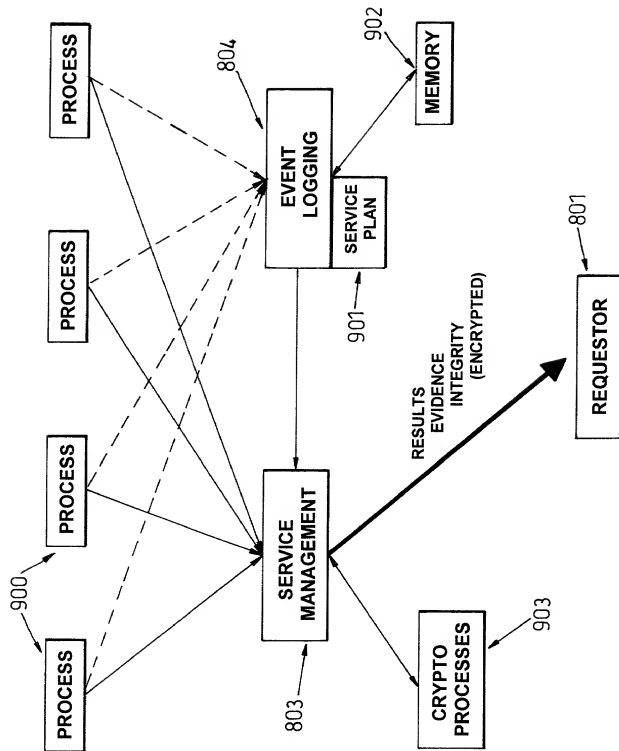 900
PROCESS
PROCESS
PROCESS
PROCESS
804
EVENT
LOGGING
SERVICE
PLAN
901
902
MEMORY
SERVICE
MANAGEMENT
803
RESULTS
EVIDENCE
INTEGRITY
(ENCRYPTED)
801
REQUESTOR
CRYPTO
PROCESSES
903